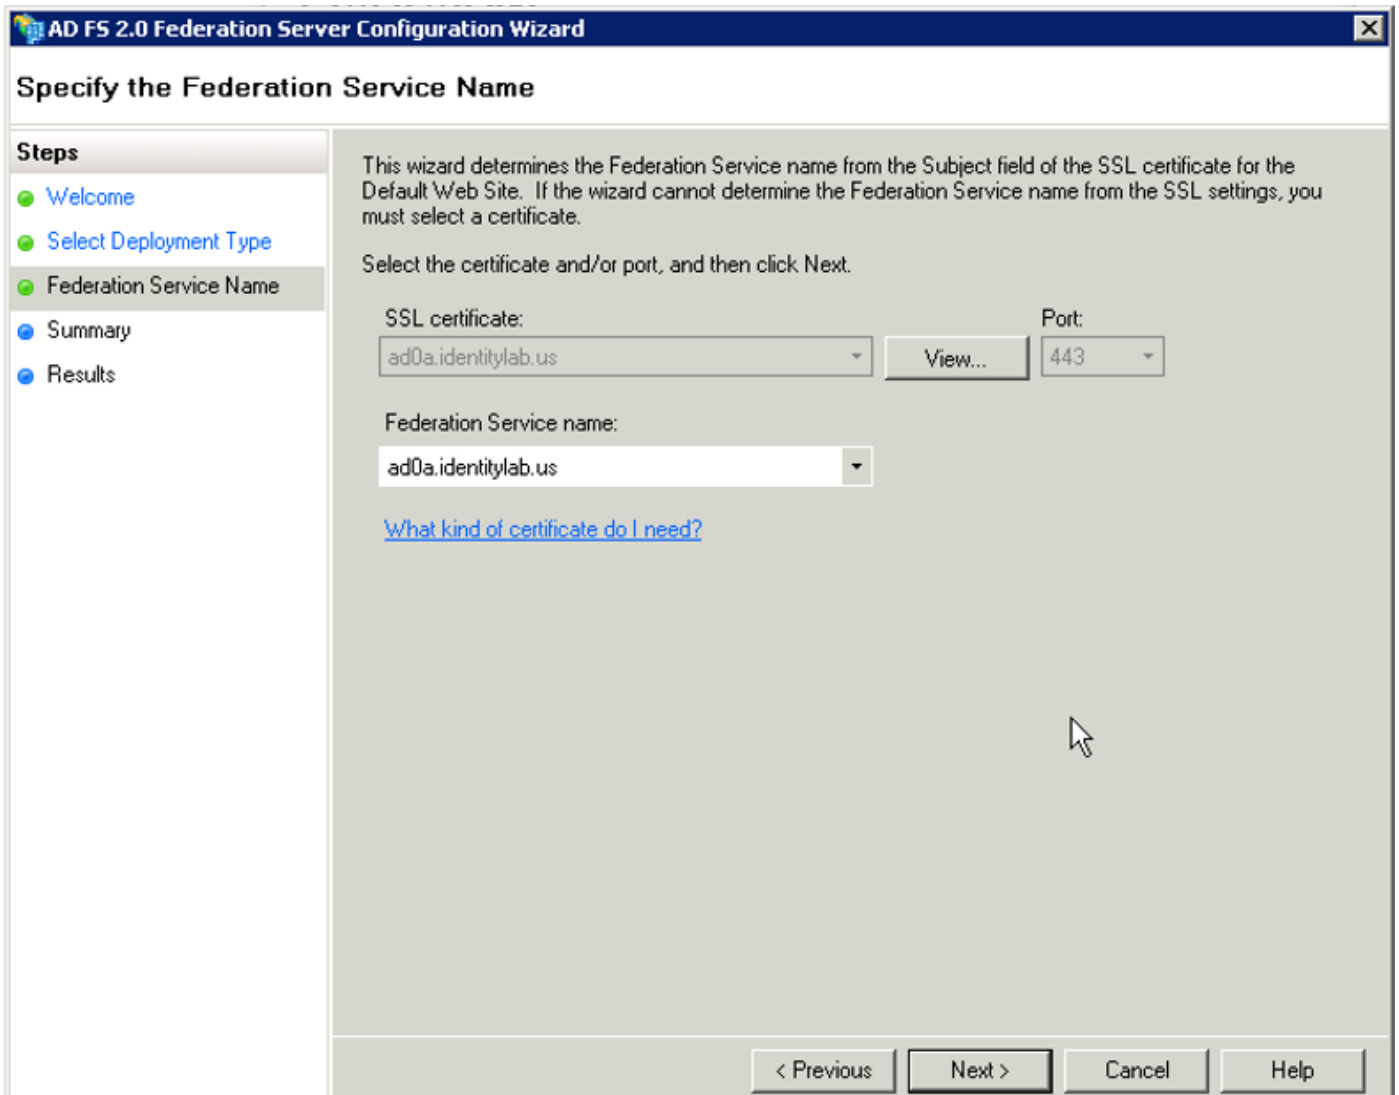 AD FS 2.0 Federation Server Configuration Wizard
Specify the Federation Service Name
Steps
Welcome
Select Deployment Type
Federation Service Name
Summary
Results
This wizard determines the Federation Service name from the Subject field of the SSL certificate for the
Default Web Site. If the wizard cannot determine the Federation Service name from the SSL settings, you
must select a certificate.
Select the certificate and/or port, and then click Next.
SSL certificate:
Port:
ad0a.identitylab.us
View...
443
Federation Service name:
ad0a.identitylab.us
What kind of certificate do I need?
< Previous
Next >
Cancel
Help